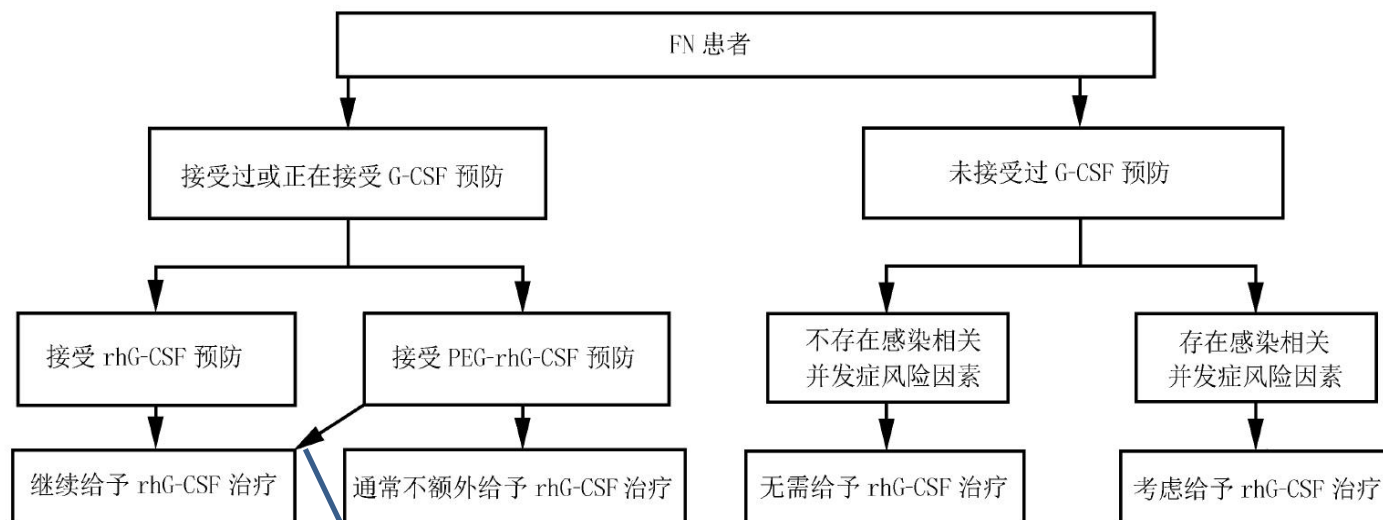 FN 患者
接受过或正在接受 G-CSF 预防
未接受过 G-CSF 预防
接受 rhG-CSF 预防
接受 PEG-rhG-CSF 预防
不存在感染相关
并发症风险因素
存在感染相关
并发症风险因素
继续给予 rhG-CSF 治疗
通常不额外给予 rhG-CSF 治疗
无需给予 rhG-CSF 治疗
考虑给予 rhG-CSF 治疗